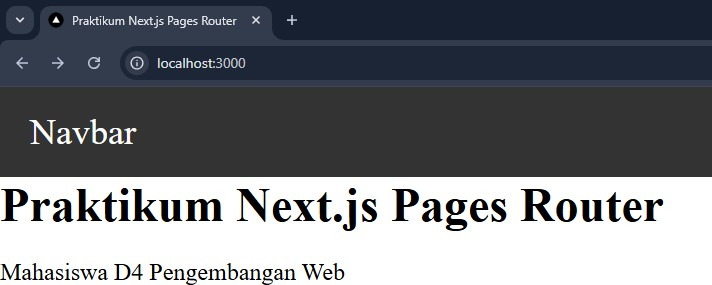 Praktikum Next.js Pages Router
localhost:3000
Navbar
Praktikum Next.js Pages Router
Mahasiswa D4 Pengembangan Web